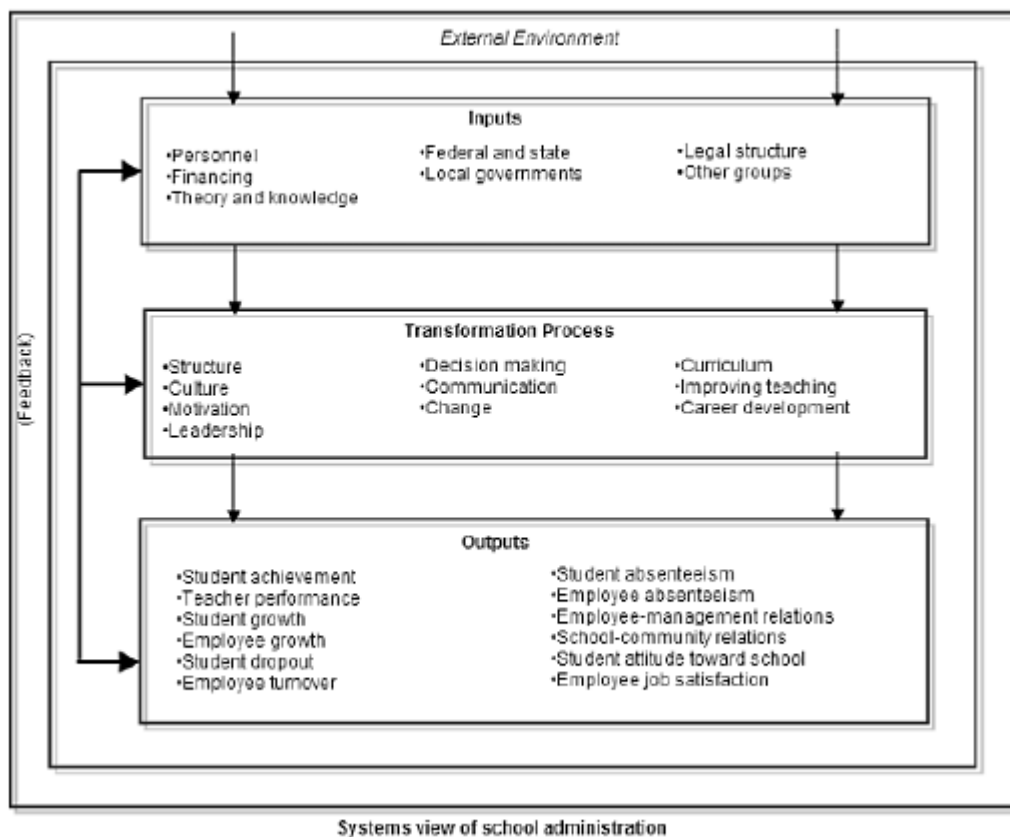 External Environment
Inputs
•Personnel
•Financing
•Theory and knowledge
•Federal and state
•Local governments
•Legal structure
•Other groups
(Feedback)
Transformation Process
•Structure
•Culture
•Motivation
•Leadership
•Decision making
•Communication
•Change
•Curriculum
•Improving teaching
•Career development
Outputs
•Student achievement
•Teacher performance
•Student growth
•Employee growth
•Student dropout
•Employee turnover
•Student absenteeism
•Employee absenteeism
•Employee-management relations
•School-community relations
•Student attitude toward school
•Employee job satisfaction
Systems view of school administration